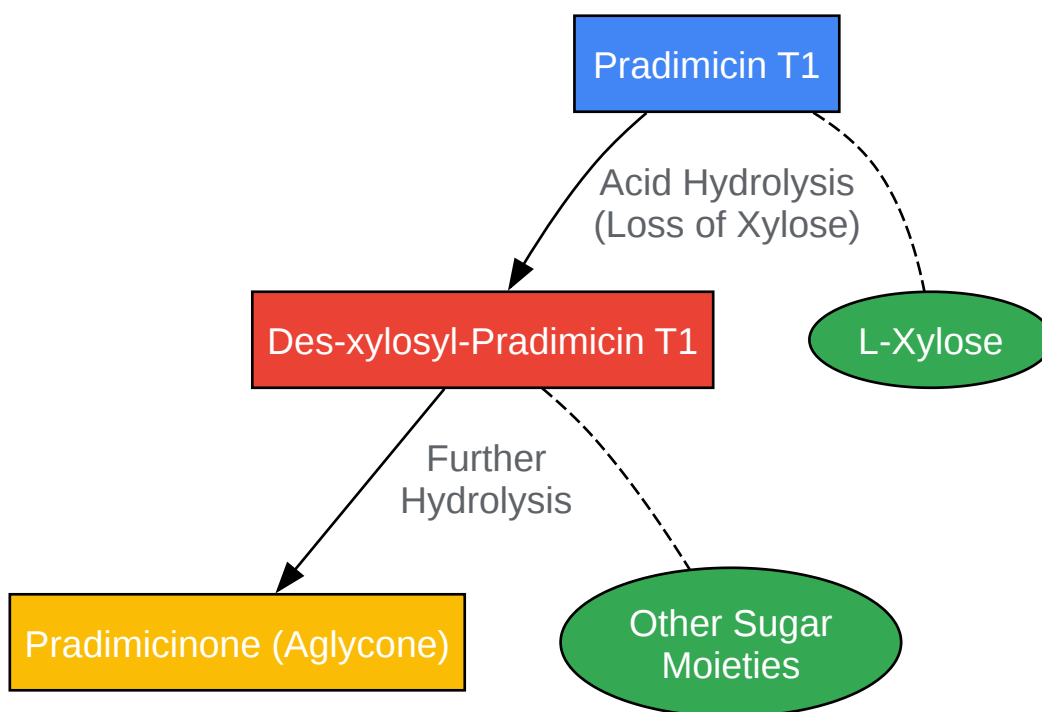 Pradimicin T1
Acid Hydrolysis
(Loss of Xylose)
Des-xylosyl-Pradimicin T1
L-Xylose
Further
Hydrolysis
Pradimicinone (Aglycone)
Other Sugar
Moieties